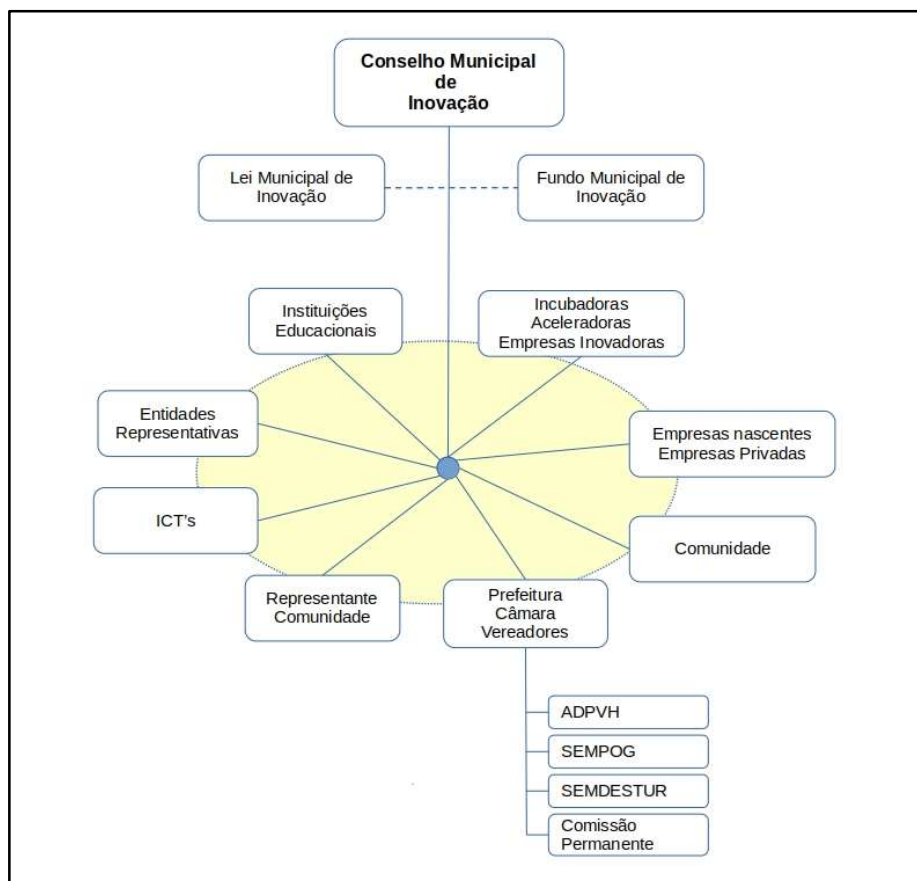 Conselho Municipal
de
Inovação
Lei Municipal de
Inovação
Fundo Municipal de
Inovação
Instituições
Educacionais
Incubadoras
Aceleradoras
Empresas Inovadoras
Entidades
Representativas
Empresas nascentes
Empresas Privadas
ICT's
Comunidade
Representante
Comunidade
Prefeitura
Câmara
Vereadores
ADPVH
SEMPOG
SEMDESTUR
Comissão
Permanente